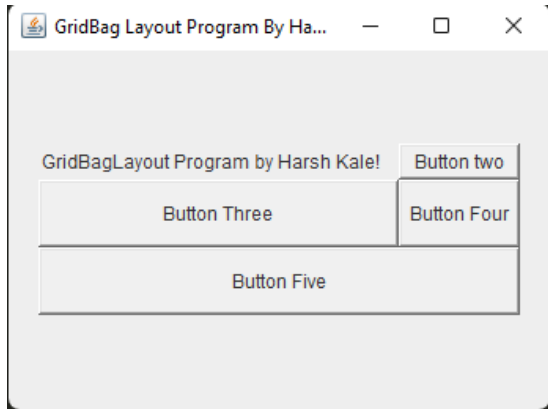 GridBag Layout Program By Ha...
GridBagLayout Program by Harsh Kale! Button two
Button Three Button Four
Button Five